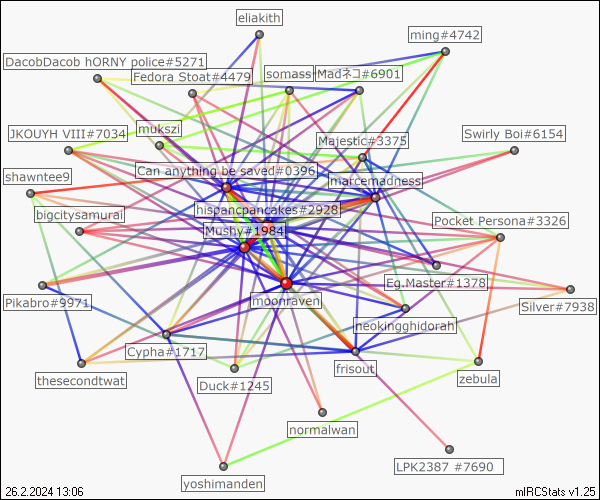 eliakith
ming#4742
DacobDacob hORNY police#5271
Fedora Stoat#4479
somass
Madネコ#6901
JKOUYH VIII#7034
mukszi
Majestic#3375
Swirly Boi#6154
Can anything be saved#0396
shawntee9
marcemadness
hispancpancakes#2928
bigcitysamurai
Mushy#1984
Pocket Persona#3326
Eg.Master#1378
moonraven
Pikabro#9971
Silver#7938
neokingghidorah
Cypha#1717
frisout
thesecondtwat
Duck#1245
zebula
normalwan
LPK2387 #7690
yoshimanden
26.2.2024 13:06
mIRCStats v1.25